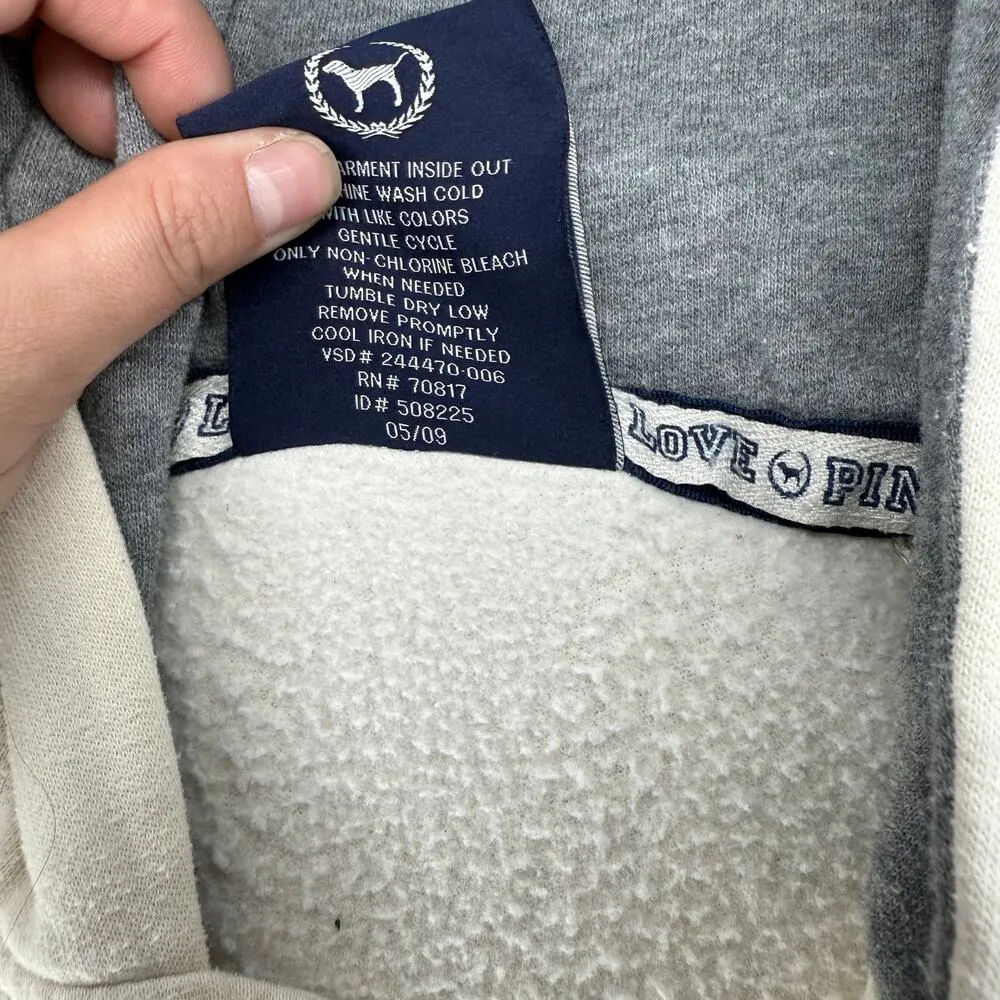 ARMENT INSIDE OUT
HINE WASH COLD
WITH LIKE COLORS
GENTLE CYCLE
ONLY NON-CHLORINE BLEACH
WHEN NEEDED
TUMBLE DRY LOW
REMOVE PROMPTLY
COOL IRON IF NEEDED
VSD# 244470-006
RN# 70817
ID# 508225
05/09
L
LOVE PIN